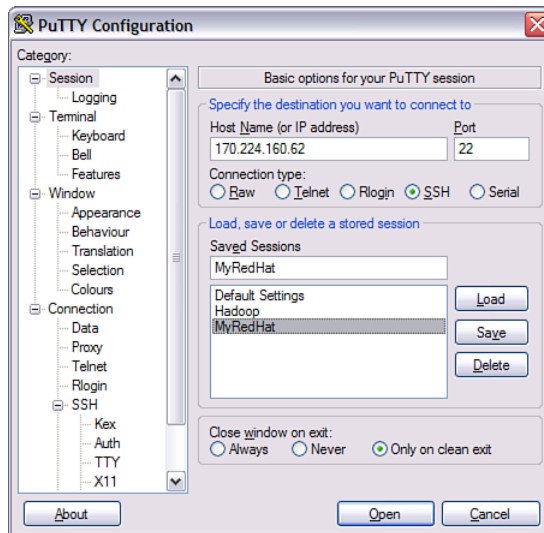 PuTTY Configuration
Category:
Session
Logging
Terminal
Keyboard
Bell
Features
Window
Appearance
Behaviour
Translation
Selection
Colours
Connection
Data
Proxy
Telnet
Rlogin
SSH
Kex
Auth
TTY
X11
Basic options for your PuTTY session
Specify the destination you want to connect to
Host Name (or IP address) Port
170.224.160.62 22
Connection type:
Raw Telnet Rlogin SSH Serial
Load, save or delete a stored session
Saved Sessions
MyRedHat
Default Settings
Hadoop
MyRedHat
Load
Save
Delete
Close window on exit:
Always Never Only on clean exit
About Open Cancel